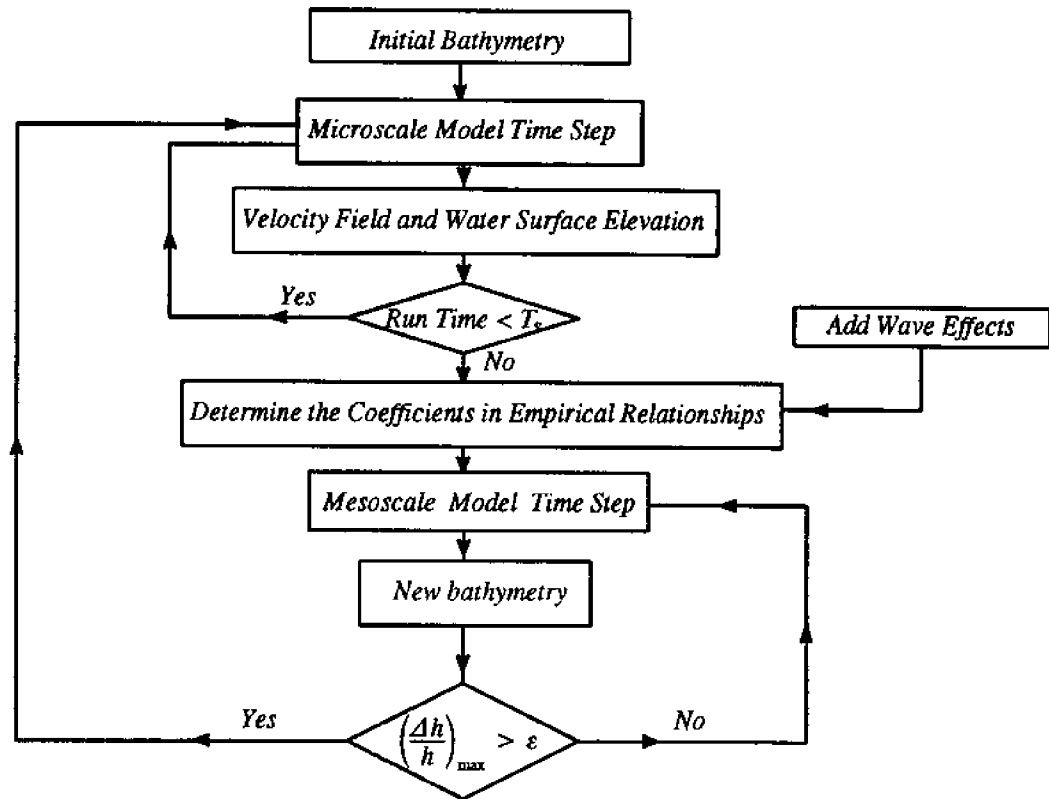 Initial Bathymetry
Microscale Model Time Step
Velocity Field and Water Surface Elevation
Yes
Run Time < Ts
Add Wave Effects
No
Determine the Coefficients in Empirical Relationships
Mesoscale Model Time Step
New bathymetry
Yes
(Δh/h)max > ε
No